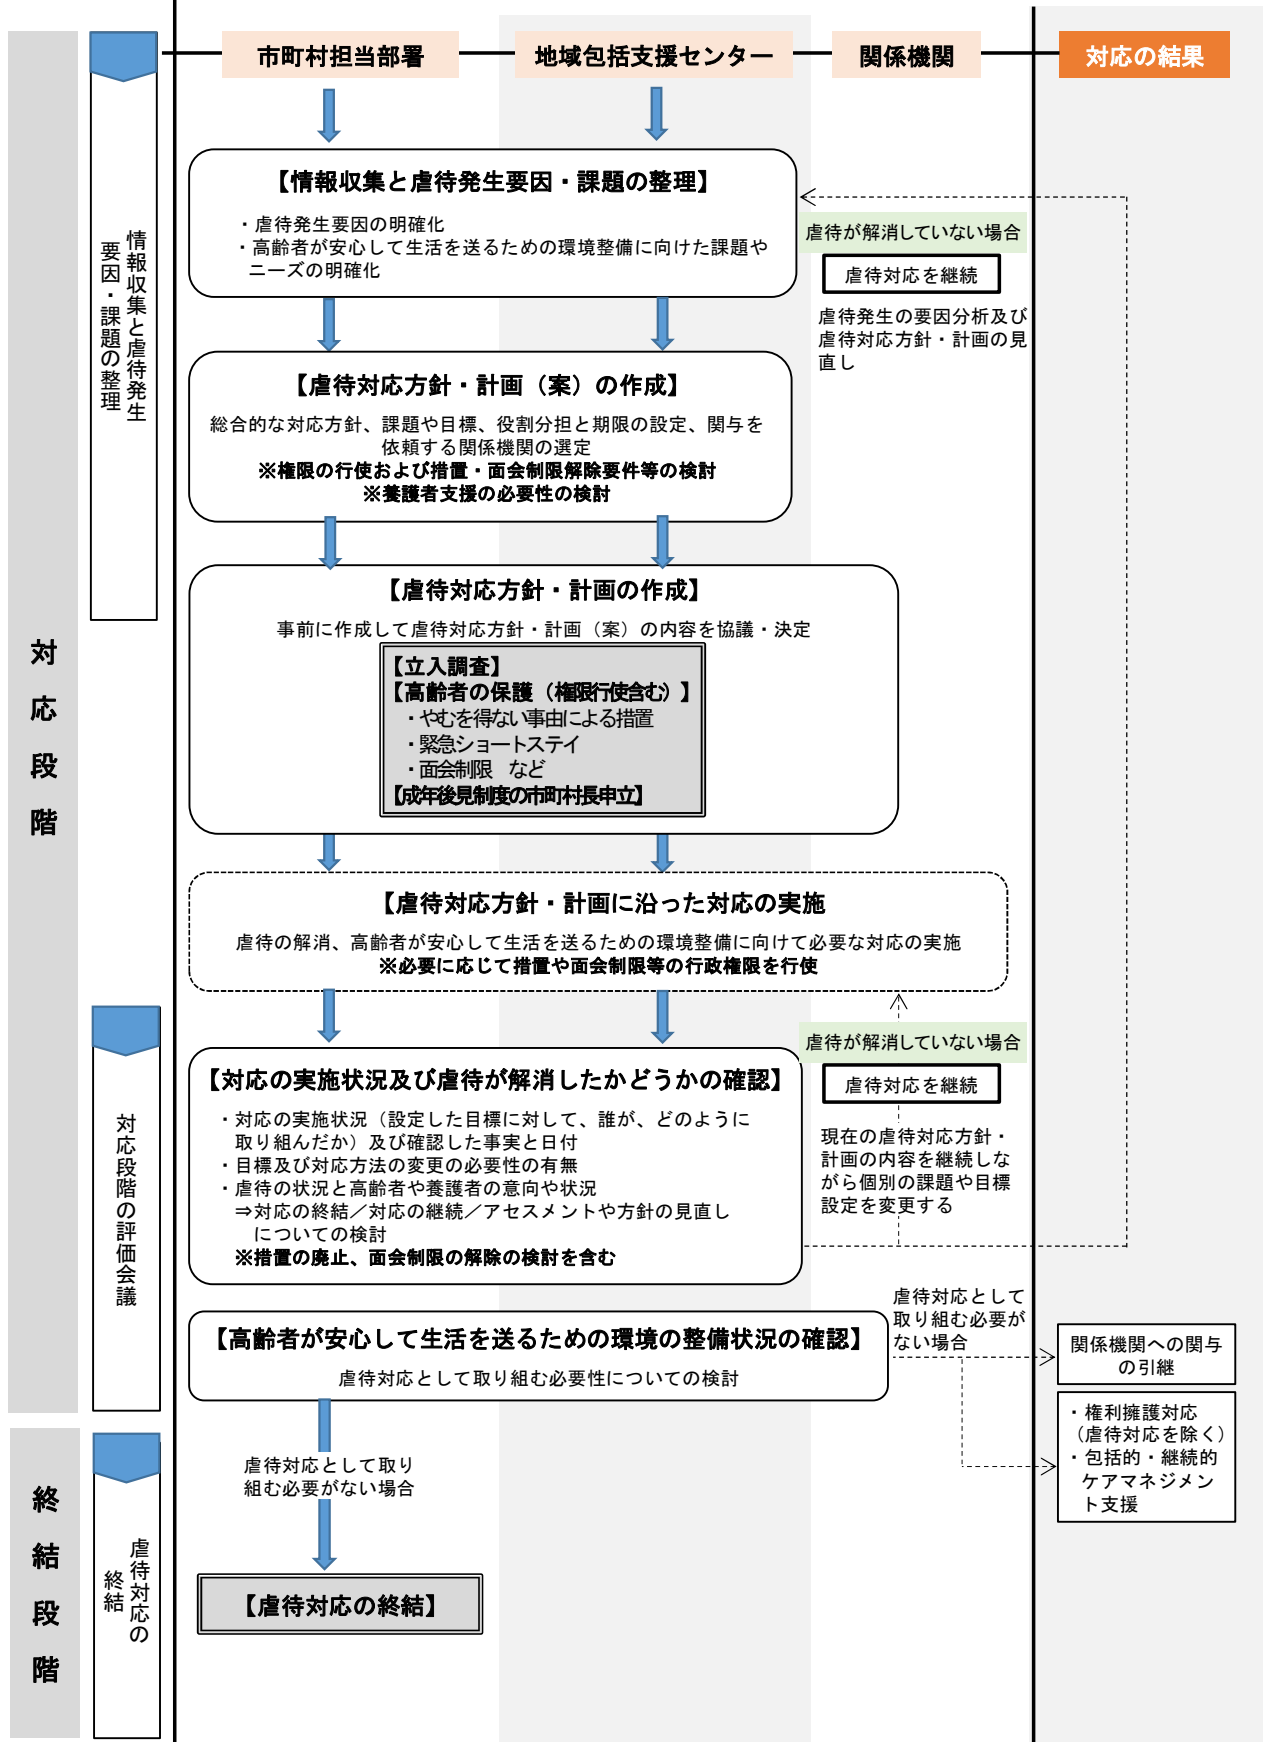 市町村担当部署
地域包括支援センター
関係機関
対応の結果
対応段階
情報収集と虐待発生
要因・課題の整理
【情報収集と虐待発生要因・課題の整理】
・虐待発生要因の明確化
・高齢者が安心して生活を送るための環境整備に向けた課題や
ニーズの明確化
虐待が解消していない場合
虐待対応を継続
虐待発生の要因分析及び
虐待対応方針・計画の見
直し
【虐待対応方針・計画（案）の作成】
総合的な対応方針、課題や目標、役割分担と期限の設定、関与を
依頼する関係機関の選定
※権限の行使および措置・面会制限解除要件等の検討
※養護者支援の必要性の検討
【虐待対応方針・計画の作成】
事前に作成して虐待対応方針・計画（案）の内容を協議・決定
【立入調査】
【高齢者の保護（権限行使含む）】
・やむを得ない事由による措置
・緊急ショートステイ
・面会制限　など
【成年後見制度の市町村長申立】
【虐待対応方針・計画に沿った対応の実施
虐待の解消、高齢者が安心して生活を送るための環境整備に向けて必要な対応の実施
※必要に応じて措置や面会制限等の行政権限を行使
対応段階の評価会議
【対応の実施状況及び虐待が解消したかどうかの確認】
・対応の実施状況（設定した目標に対して、誰が、どのように
取り組んだか）及び確認した事実と日付
・目標及び対応方法の変更の必要性の有無
・虐待の状況と高齢者や養護者の意向や状況
⇒対応の終結／対応の継続／アセスメントや方針の見直し
についての検討
※措置の廃止、面会制限の解除の検討を含む
虐待が解消していない場合
虐待対応を継続
現在の虐待対応方針・
計画の内容を継続しな
がら個別の課題や目標
設定を変更する
【高齢者が安心して生活を送るための環境の整備状況の確認】
虐待対応として取り組む必要性についての検討
虐待対応として
取り組む必要が
ない場合
関係機関への関与
の引継
・権利擁護対応
（虐待対応を除く）
・包括的・継続的
ケアマネジメン
ト支援
虐待対応として取り
組む必要がない場合
終結段階
虐待対応の
終結
【虐待対応の終結】